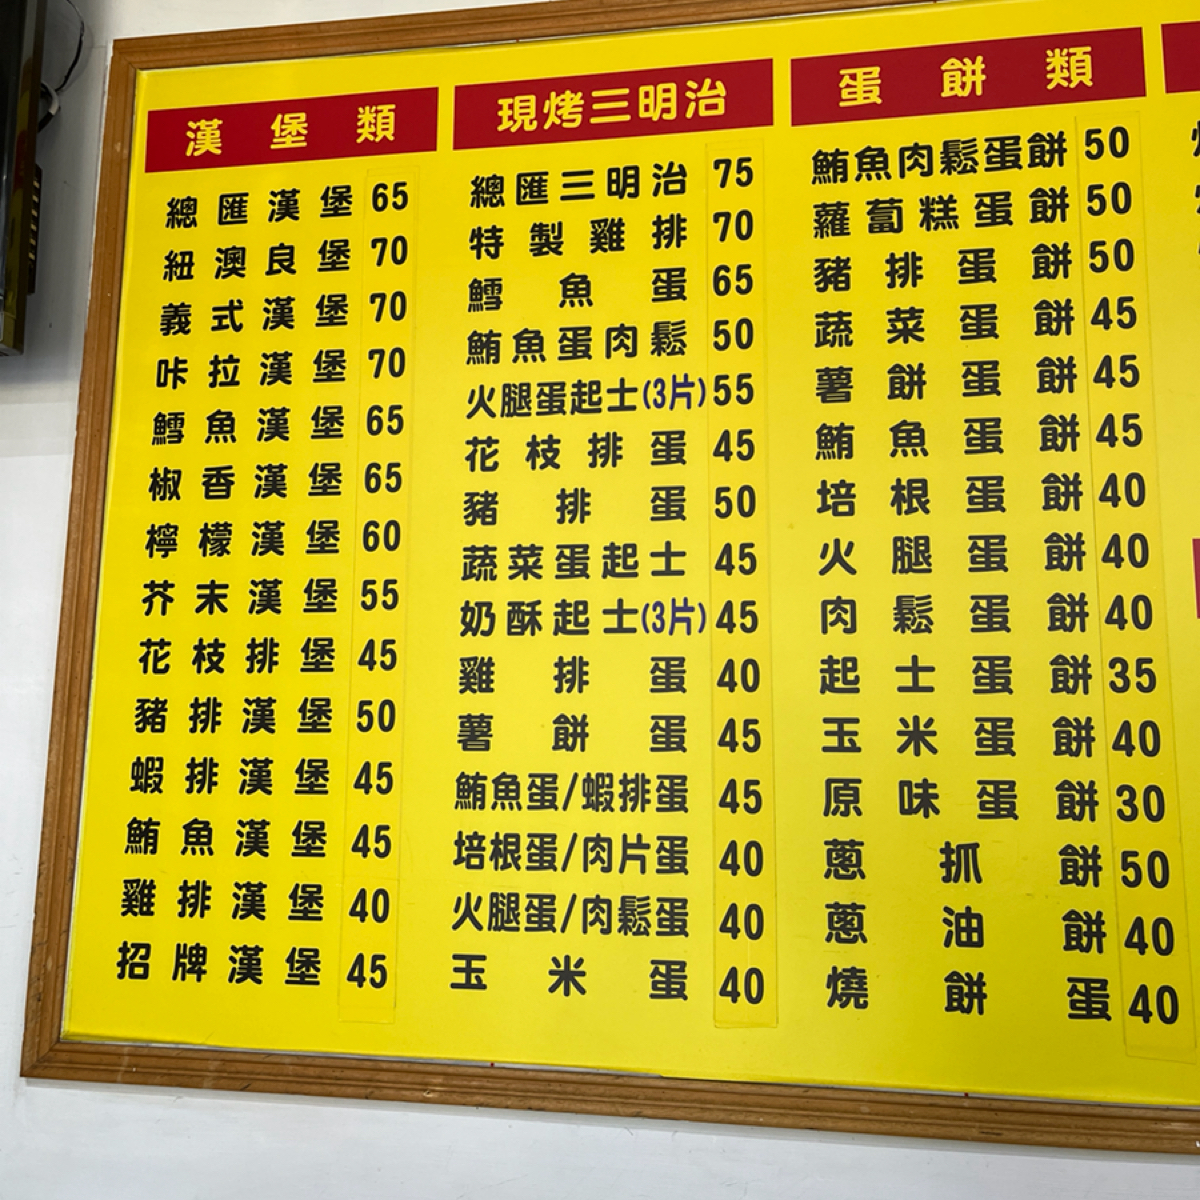 漢堡類
總匯漢堡 65
紐澳良堡 70
義式漢堡 70
咔拉漢堡 70
鱈魚漢堡 65
椒香漢堡 65
檸檬漢堡 60
芥末漢堡 55
花枝排堡 45
豬排漢堡 50
蝦排漢堡 45
鮪魚漢堡 45
雞排漢堡 40
招牌漢堡 45
現烤三明治
總匯三明治 75
特製雞排 70
鱈魚蛋 65
鮪魚蛋肉鬆 50
火腿蛋起士(3片) 55
花枝排蛋 45
豬排蛋 50
蔬菜蛋起士 45
奶酥起士(3片) 45
雞排蛋 40
薯餅蛋 45
鮪魚蛋/蝦排蛋 45
培根蛋/肉片蛋 40
火腿蛋/肉鬆蛋 40
玉米蛋 40
蛋餅類
鮪魚肉鬆蛋餅 50
蘿蔔糕蛋餅 50
豬排蛋餅 50
蔬菜蛋餅 45
薯餅蛋餅 45
鮪魚蛋餅 45
培根蛋餅 40
火腿蛋餅 40
肉鬆蛋餅 40
起士蛋餅 35
玉米蛋餅 40
原味蛋餅 30
蔥抓餅 50
蔥油餅 40
燒餅蛋 40